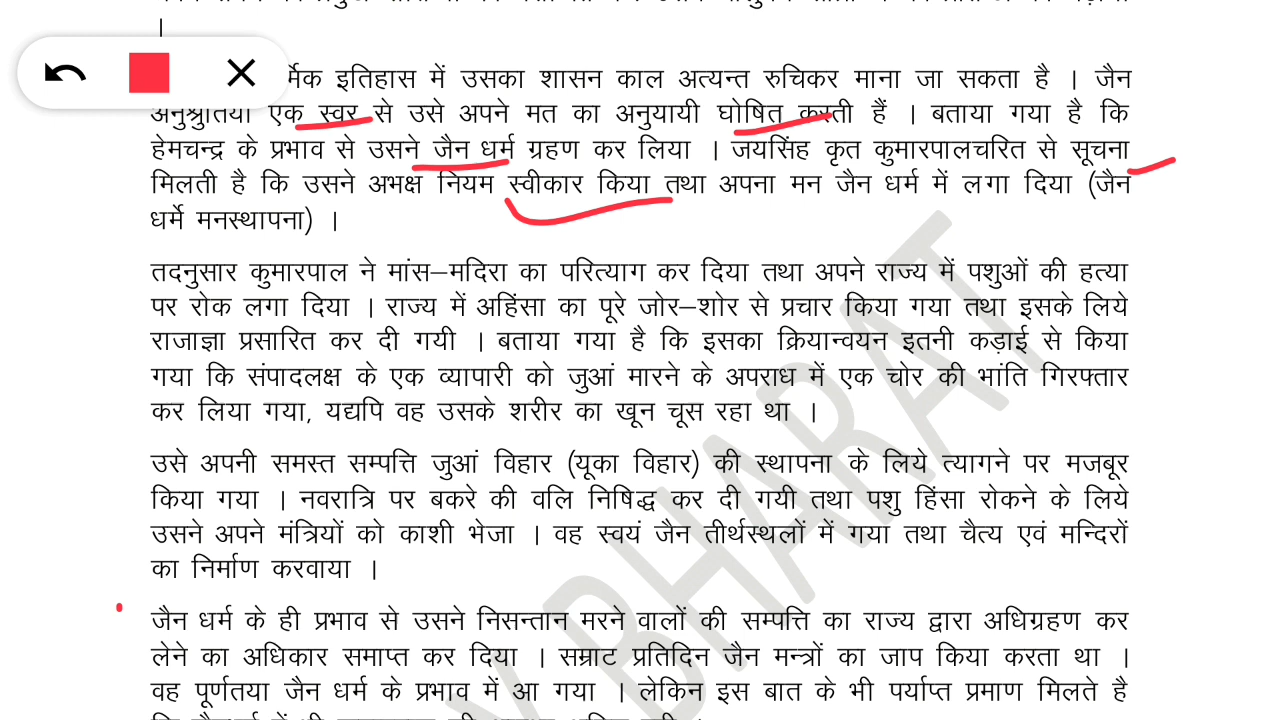 ।
र्मिक इतिहास में उसका शासन काल अत्यन्त रुचिकर माना जा सकता है । जैन
अनुश्रुतिया एक स्वर से उसे अपने मत का अनुयायी घोषित करती हैं । बताया गया है कि
हेमचन्द्र के प्रभाव से उसने जैन धर्म ग्रहण कर लिया । जयसिंह कृत कुमारपालचरित से सूचना
मिलती है कि उसने अभक्ष नियम स्वीकार किया तथा अपना मन जैन धर्म में लगा दिया (जैन
धर्मे मनस्थापना) ।
तदनुसार कुमारपाल ने मांस–मदिरा का परित्याग कर दिया तथा अपने राज्य में पशुओं की हत्या
पर रोक लगा दिया । राज्य में अहिंसा का पूरे जोर–शोर से प्रचार किया गया तथा इसके लिये
राजाज्ञा प्रसारित कर दी गयी । बताया गया है कि इसका क्रियान्वयन इतनी कड़ाई से किया
गया कि संपादलक्ष के एक व्यापारी को जुआं मारने के अपराध में एक चोर की भांति गिरफ्तार
कर लिया गया, यद्यपि वह उसके शरीर का खून चूस रहा था ।
उसे अपनी समस्त सम्पत्ति जुआं विहार (यूका विहार) की स्थापना के लिये त्यागने पर मजबूर
किया गया । नवरात्रि पर बकरे की वलि निषिद्ध कर दी गयी तथा पशु हिंसा रोकने के लिये
उसने अपने मंत्रियों को काशी भेजा । वह स्वयं जैन तीर्थस्थलों में गया तथा चैत्य एवं मन्दिरों
का निर्माण करवाया ।
जैन धर्म के ही प्रभाव से उसने निसन्तान मरने वालों की सम्पत्ति का राज्य द्वारा अधिग्रहण कर
लेने का अधिकार समाप्त कर दिया । सम्राट प्रतिदिन जैन मन्त्रों का जाप किया करता था ।
वह पूर्णतया जैन धर्म के प्रभाव में आ गया । लेकिन इस बात के भी पर्याप्त प्रमाण मिलते है
BHARAT